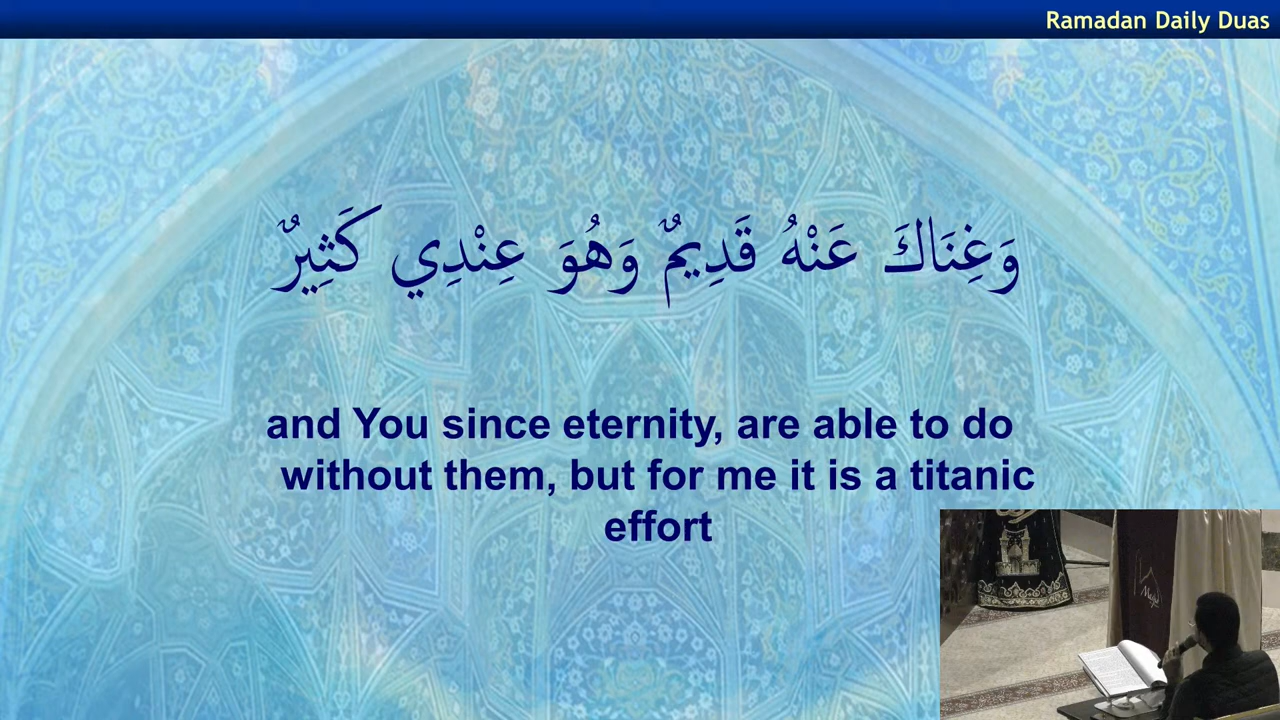 Ramadan Daily Duas
وَغِنَاكَ عَنْهُ قَدِيمٌ وَهُوَ عِنْدِي كَثِيرٌ
and You since eternity, are able to do
without them, but for me it is a titanic
effort